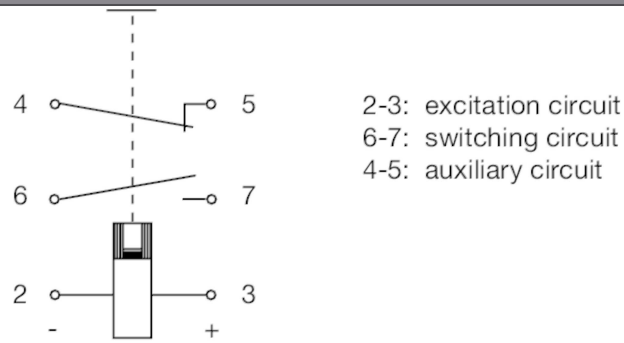 4 5
2-3: excitation circuit
6-7: switching circuit
4-5: auxiliary circuit
6 7
2 3
- +